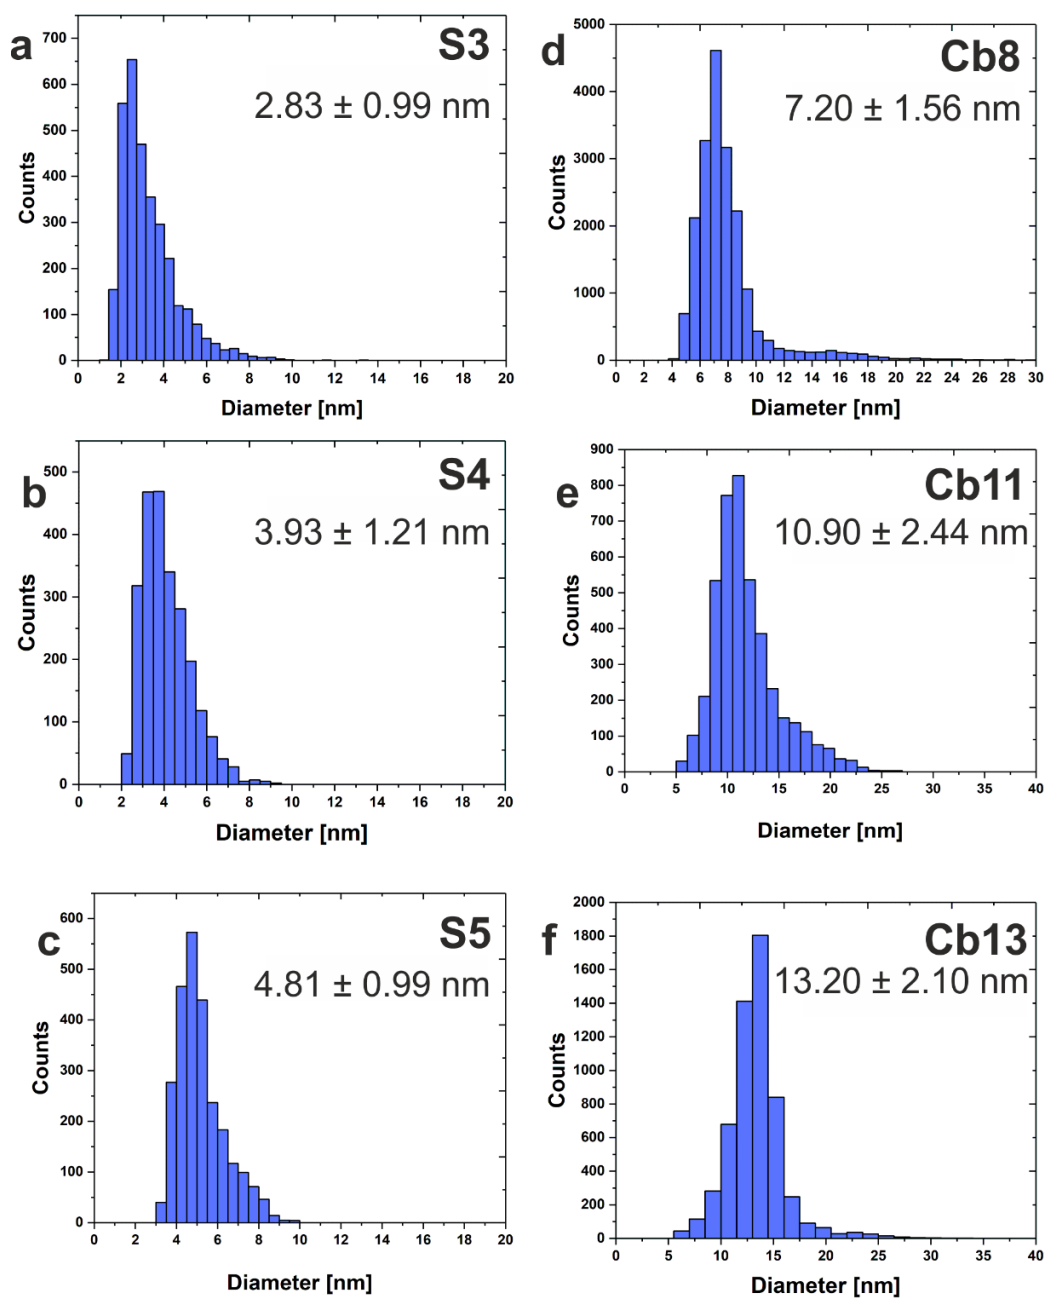 a
S3
2.83 ± 0.99 nm
700
600
500
400
300
200
100
0
Counts
0 2 4 6 8 10 12 14 16 18 20
Diameter [nm]
d
Cb8
7.20 ± 1.56 nm
5000
4000
3000
2000
1000
0
Counts
0 2 4 6 8 10 12 14 16 18 20 22 24 26 28 30
Diameter [nm]
b
S4
3.93 ± 1.21 nm
500
400
300
200
100
0
Counts
0 2 4 6 8 10 12 14 16 18 20
Diameter [nm]
e
Cb11
10.90 ± 2.44 nm
900
800
700
600
500
400
300
200
100
0
Counts
0 5 10 15 20 25 30 35 40
Diameter [nm]
c
S5
4.81 ± 0.99 nm
600
500
400
300
200
100
0
Counts
0 2 4 6 8 10 12 14 16 18 20
Diameter [nm]
f
Cb13
13.20 ± 2.10 nm
2000
1800
1600
1400
1200
1000
800
600
400
200
0
Counts
0 5 10 15 20 25 30 35 40
Diameter [nm]